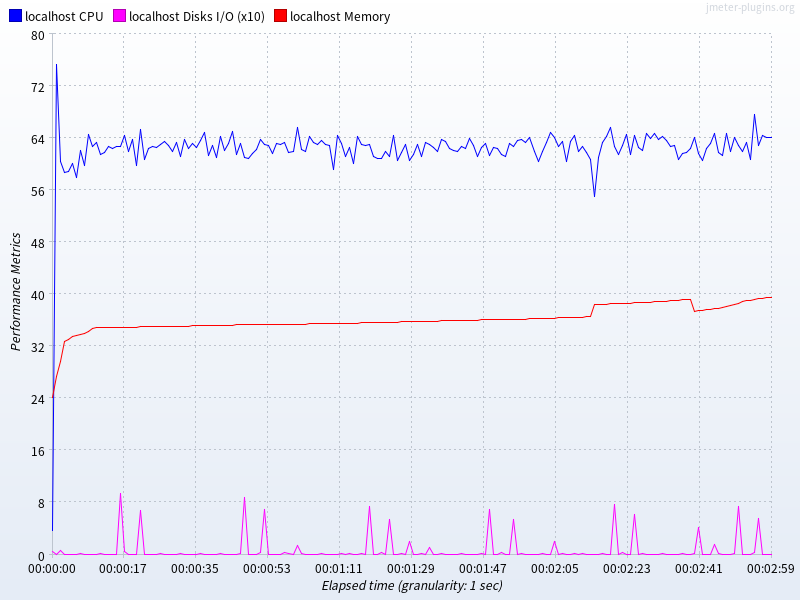 localhost CPU localhost Disks I/O (x10) localhost Memory
jmeter-plugins.org
80
72
64
56
48
40
32
24
16
8
0
Performance Metrics
00:00:00 00:00:17 00:00:35 00:00:53 00:01:11 00:01:29 00:01:47 00:02:05 00:02:23 00:02:41 00:02:59
Elapsed time (granularity: 1 sec)